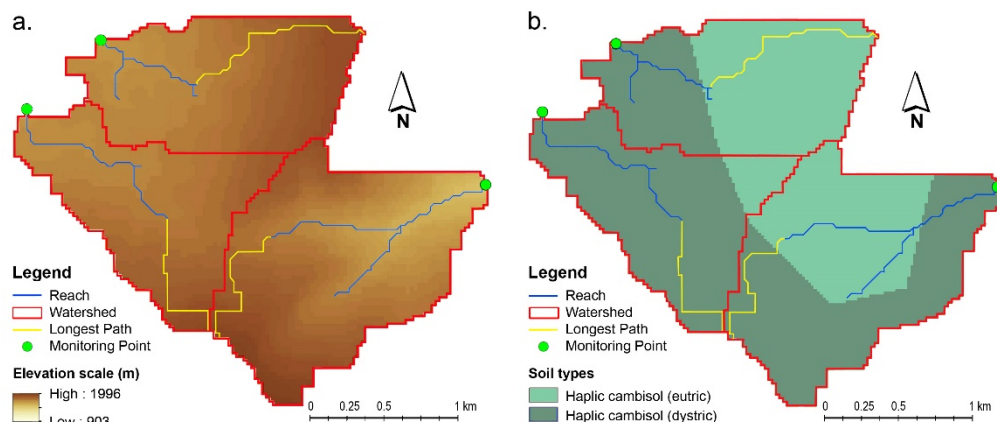 a.
N
Legend
Reach
Watershed
Longest Path
Monitoring Point
Elevation scale (m)
High : 1996
Low : 903
0 0.25 0.5 1 km
b.
N
Legend
Reach
Watershed
Longest Path
Monitoring Point
Soil types
Haplic cambisol (eutric)
Haplic cambisol (dystric)
0 0.25 0.5 1 km